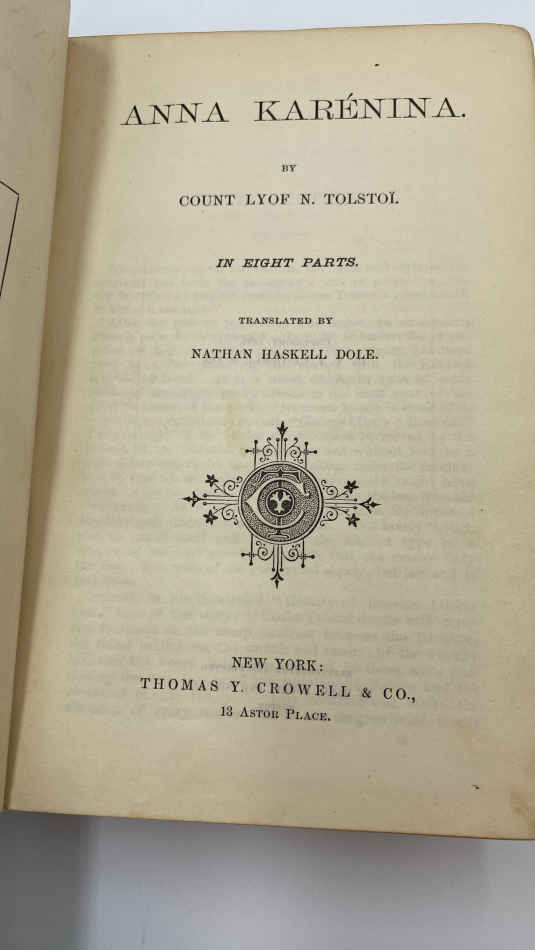 ANNA KARÉNINA.
BY
COUNT LYOF N. TOLSTOÏ.
IN EIGHT PARTS.
TRANSLATED BY
NATHAN HASKELL DOLE.
NEW YORK:
THOMAS Y. CROWELL & CO.,
13 ASTOR PLACE.